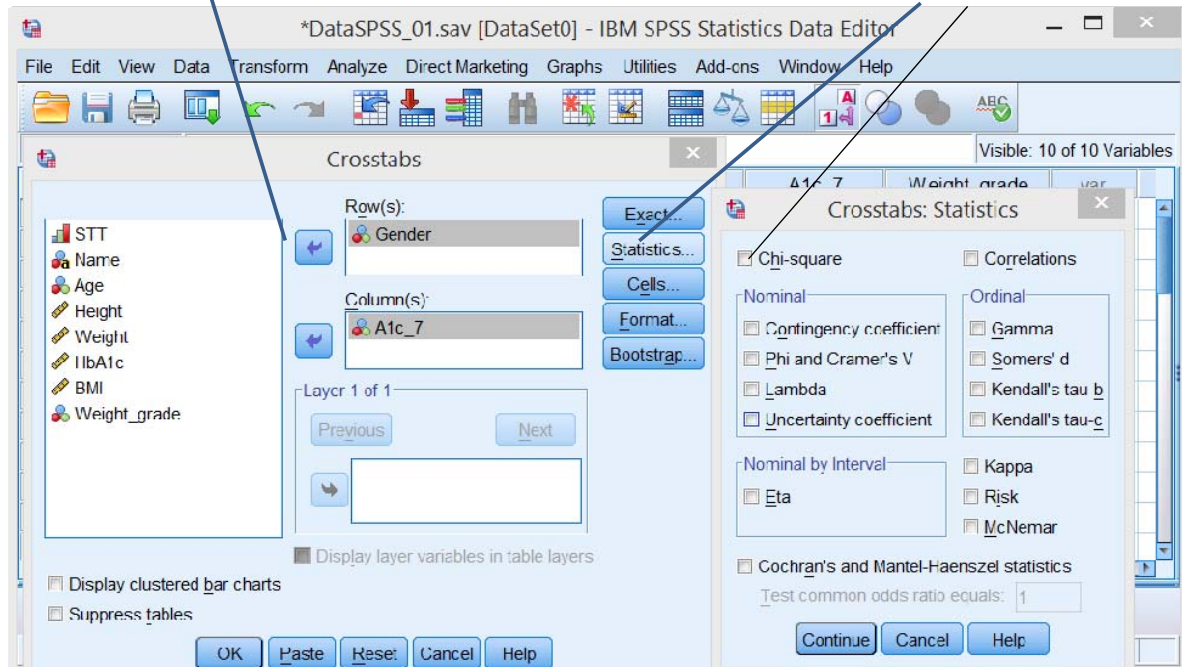 *DataSPSS_01.sav [DataSet0] - IBM SPSS Statistics Data Editor
File Edit View Data Transform Analyze Direct Marketing Graphs Utilities Add-ons Window Help
A
1
ABC
Visible: 10 of 10 Variables
A1c_7 Weight_grade var
Crosstabs
STT
Name
Age
Height
Weight
HbA1c
BMI
Weight_grade
Row(s):
Gender
Column(s):
A1c_7
Layer 1 of 1
Previous Next
Display layer variables in table layers
Exact...
Statistics...
Cells...
Format...
Bootstrap...
Display clustered bar charts
Suppress tables
OK Paste Reset Cancel Help
Crosstabs: Statistics
Chi-square Correlations
Nominal
Contingency coefficient
Phi and Cramer's V
Lambda
Uncertainty coefficient
Ordinal
Gamma
Somers' d
Kendall's tau b
Kendall's tau-c
Nominal by Interval
Eta
Kappa
Risk
McNemar
Cochran's and Mantel-Haenszel statistics
Test common odds ratio equals: 1
Continue Cancel Help